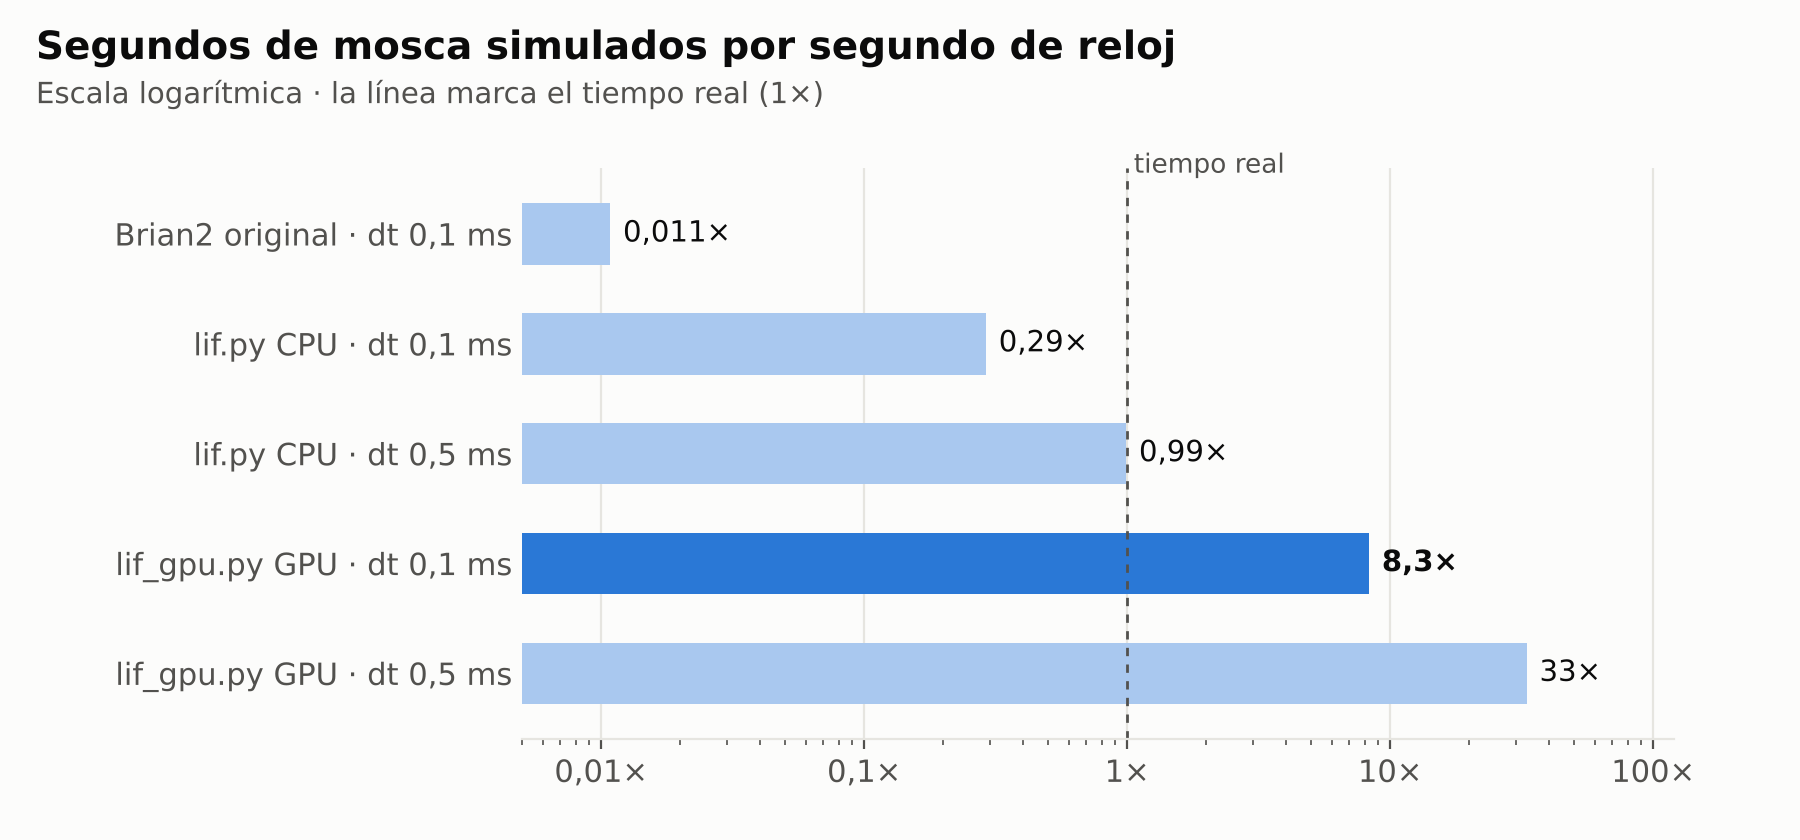 Segundos de mosca simulados por segundo de reloj
Escala logarítmica · la línea marca el tiempo real (1×)
tiempo real
Brian2 original · dt 0,1 ms 0,011×
lif.py CPU · dt 0,1 ms 0,29×
lif.py CPU · dt 0,5 ms 0,99×
lif_gpu.py GPU · dt 0,1 ms 8,3×
lif_gpu.py GPU · dt 0,5 ms 33×
0,01× 0,1× 1× 10× 100×